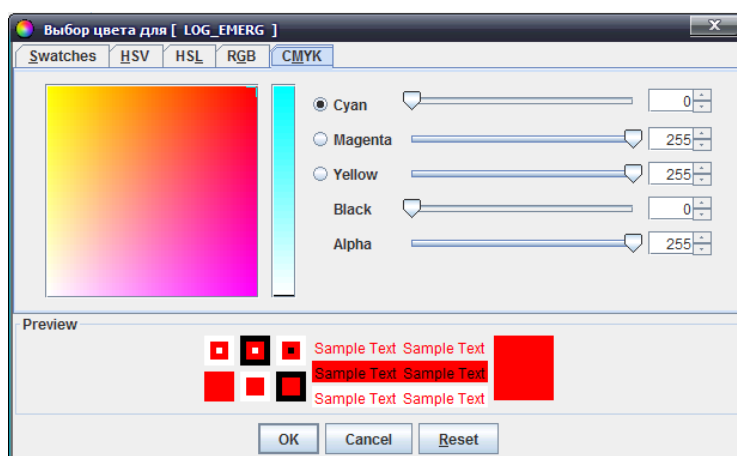 Выбор цвета для [ LOG_EMERG ]
Swatches HSV HSL RGB CMYK
Cyan 0
Magenta 255
Yellow 255
Black 0
Alpha 255
Preview
Sample Text Sample Text
Sample Text Sample Text
Sample Text Sample Text
OK Cancel Reset